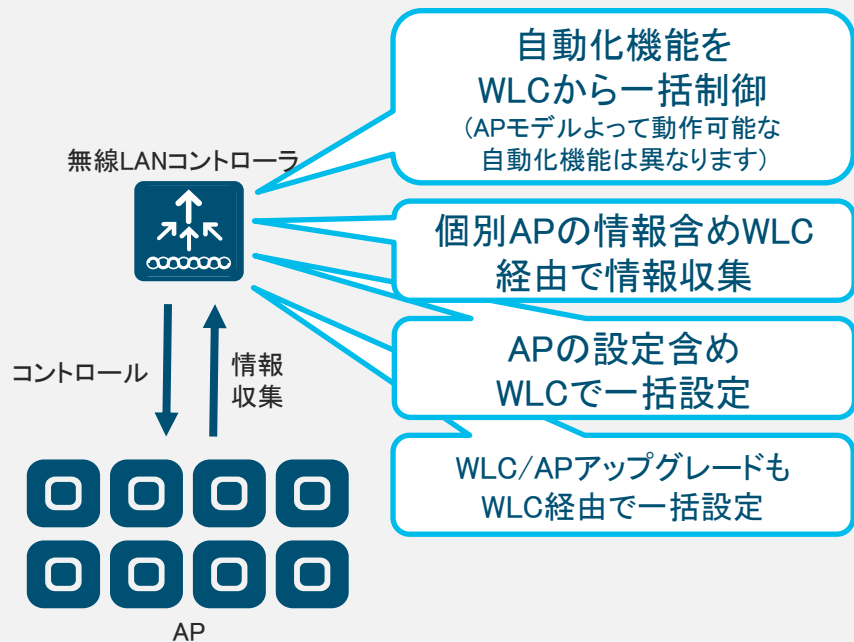 自動化機能を
WLCから一括制御
(APモデルよって動作可能な
自動化機能は異なります)
無線LANコントローラ
個別APの情報含めWLC
経由で情報収集
APの設定含め
WLCで一括設定
コントロール
情報
収集
WLC/APアップグレードも
WLC経由で一括設定
AP